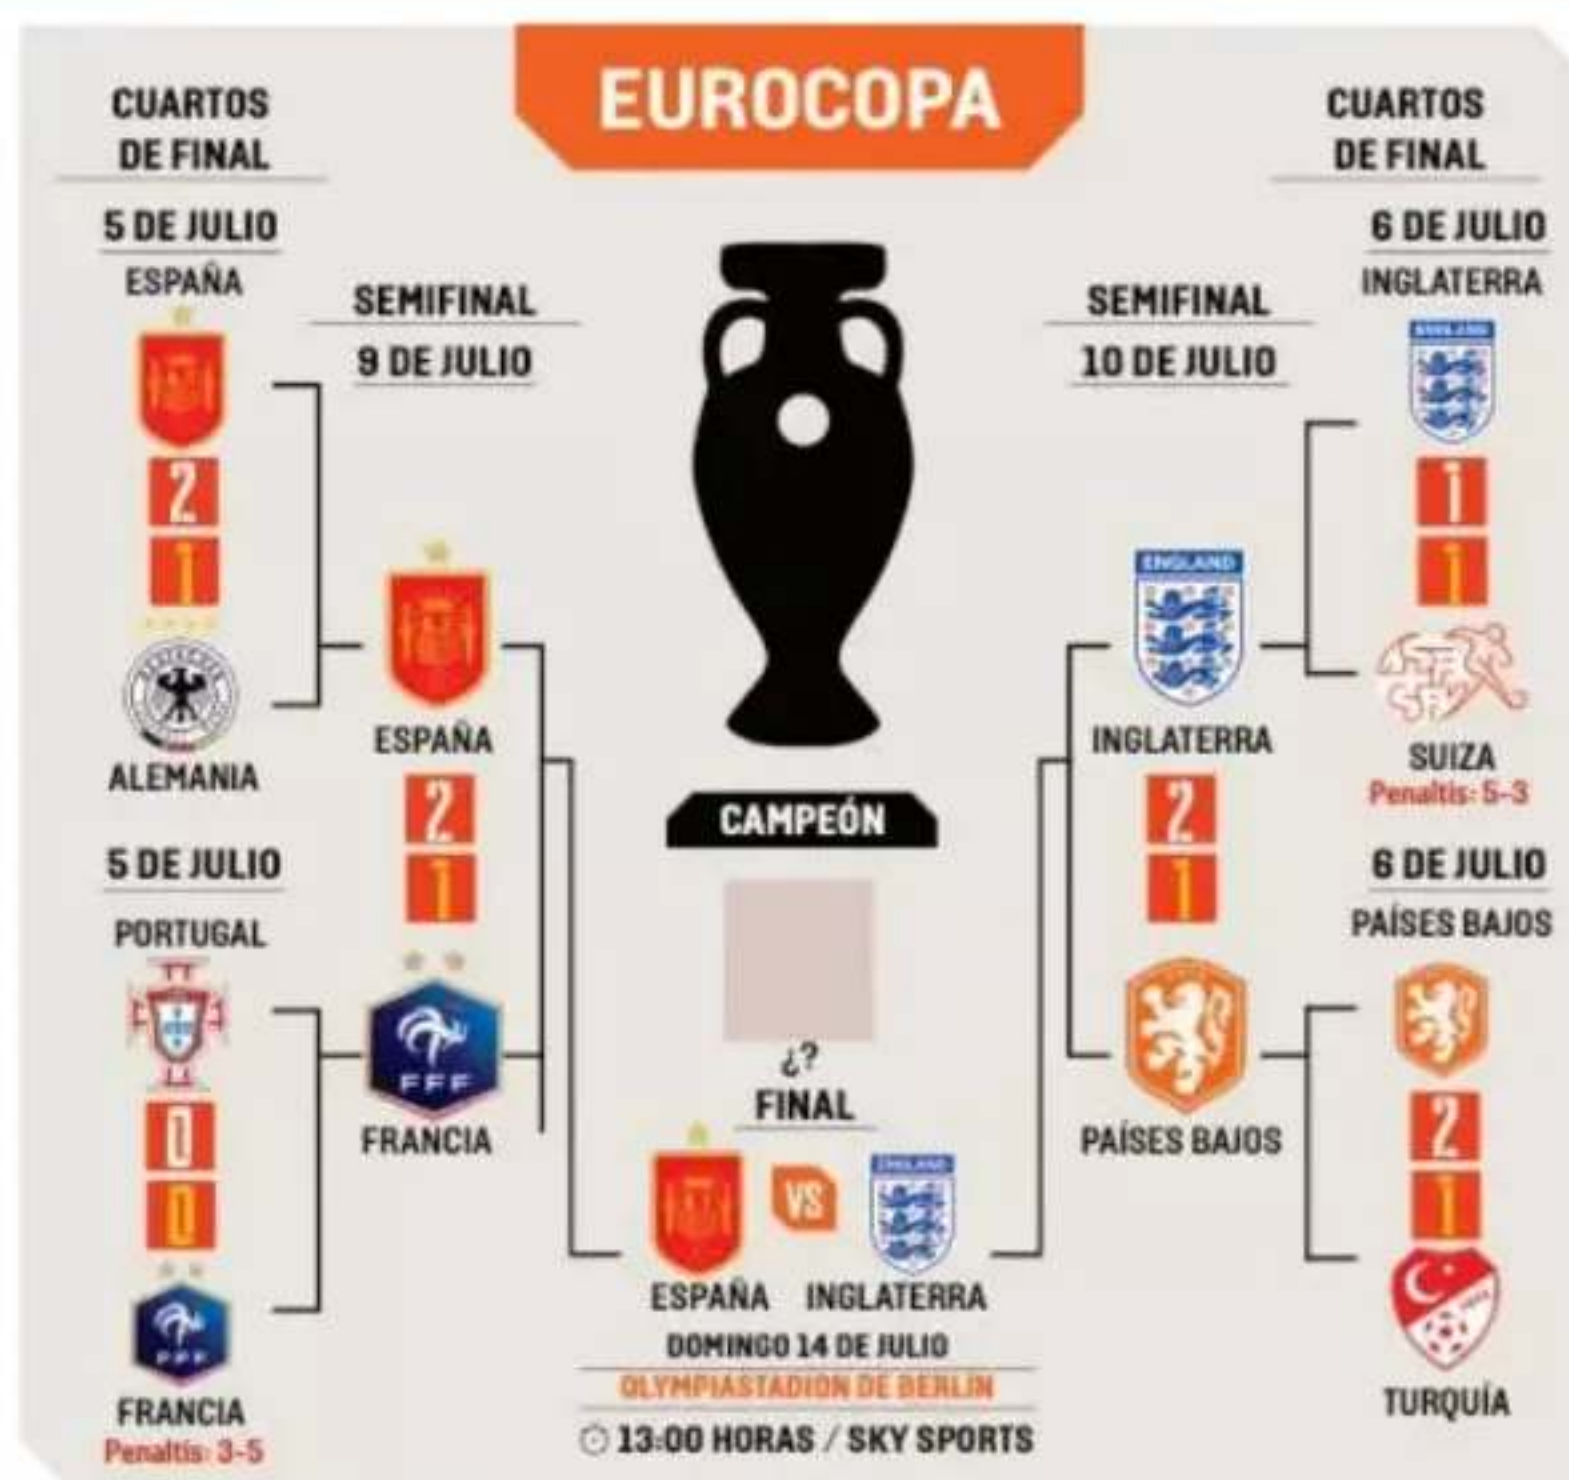 EUROCOPA
CUARTOS
DE FINAL
5 DE JULIO
ESPAÑA
2
1
ALEMANIA
5 DE JULIO
PORTUGAL
0
0
FFF
FRANCIA
Penaltis: 3-5
SEMIFINAL
9 DE JULIO
ESPAÑA
2
1
FFF
FRANCIA
CAMPEÓN
¿?
FINAL
ENGLAND
VS
ESPAÑA INGLATERRA
DOMINGO 14 DE JULIO
OLYMPIASTADION DE BERLÍN
13:00 HORAS / SKY SPORTS
SEMIFINAL
10 DE JULIO
ENGLAND
INGLATERRA
2
1
PAÍSES BAJOS
CUARTOS
DE FINAL
6 DE JULIO
INGLATERRA
ENGLAND
1
1
SUIZA
Penaltis: 5-3
6 DE JULIO
PAÍSES BAJOS
2
1
TURQUÍA